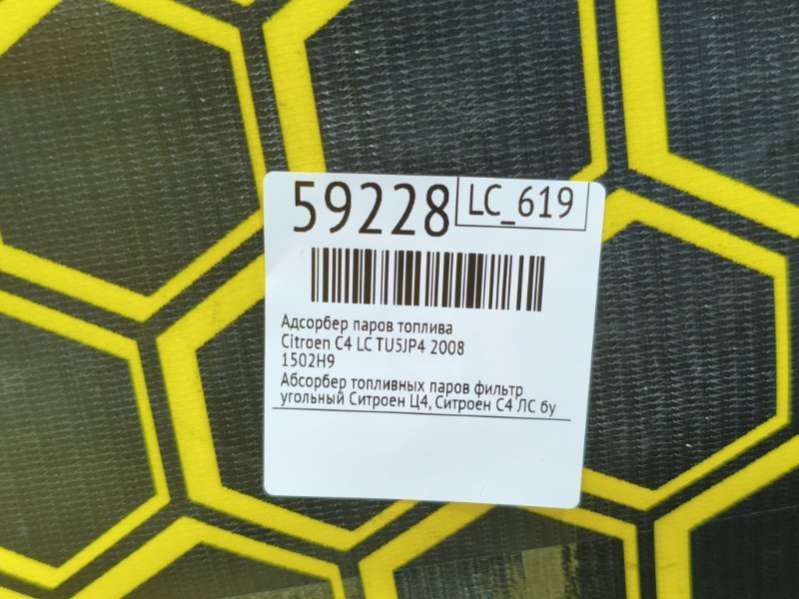 59228 LC_619
Адсорбер паров топлива
Citroen C4 LC TU5JP4 2008
1502H9
Абсорбер топливных паров фильтр
угольный Ситроен Ц4, Ситроен С4 ЛС бу